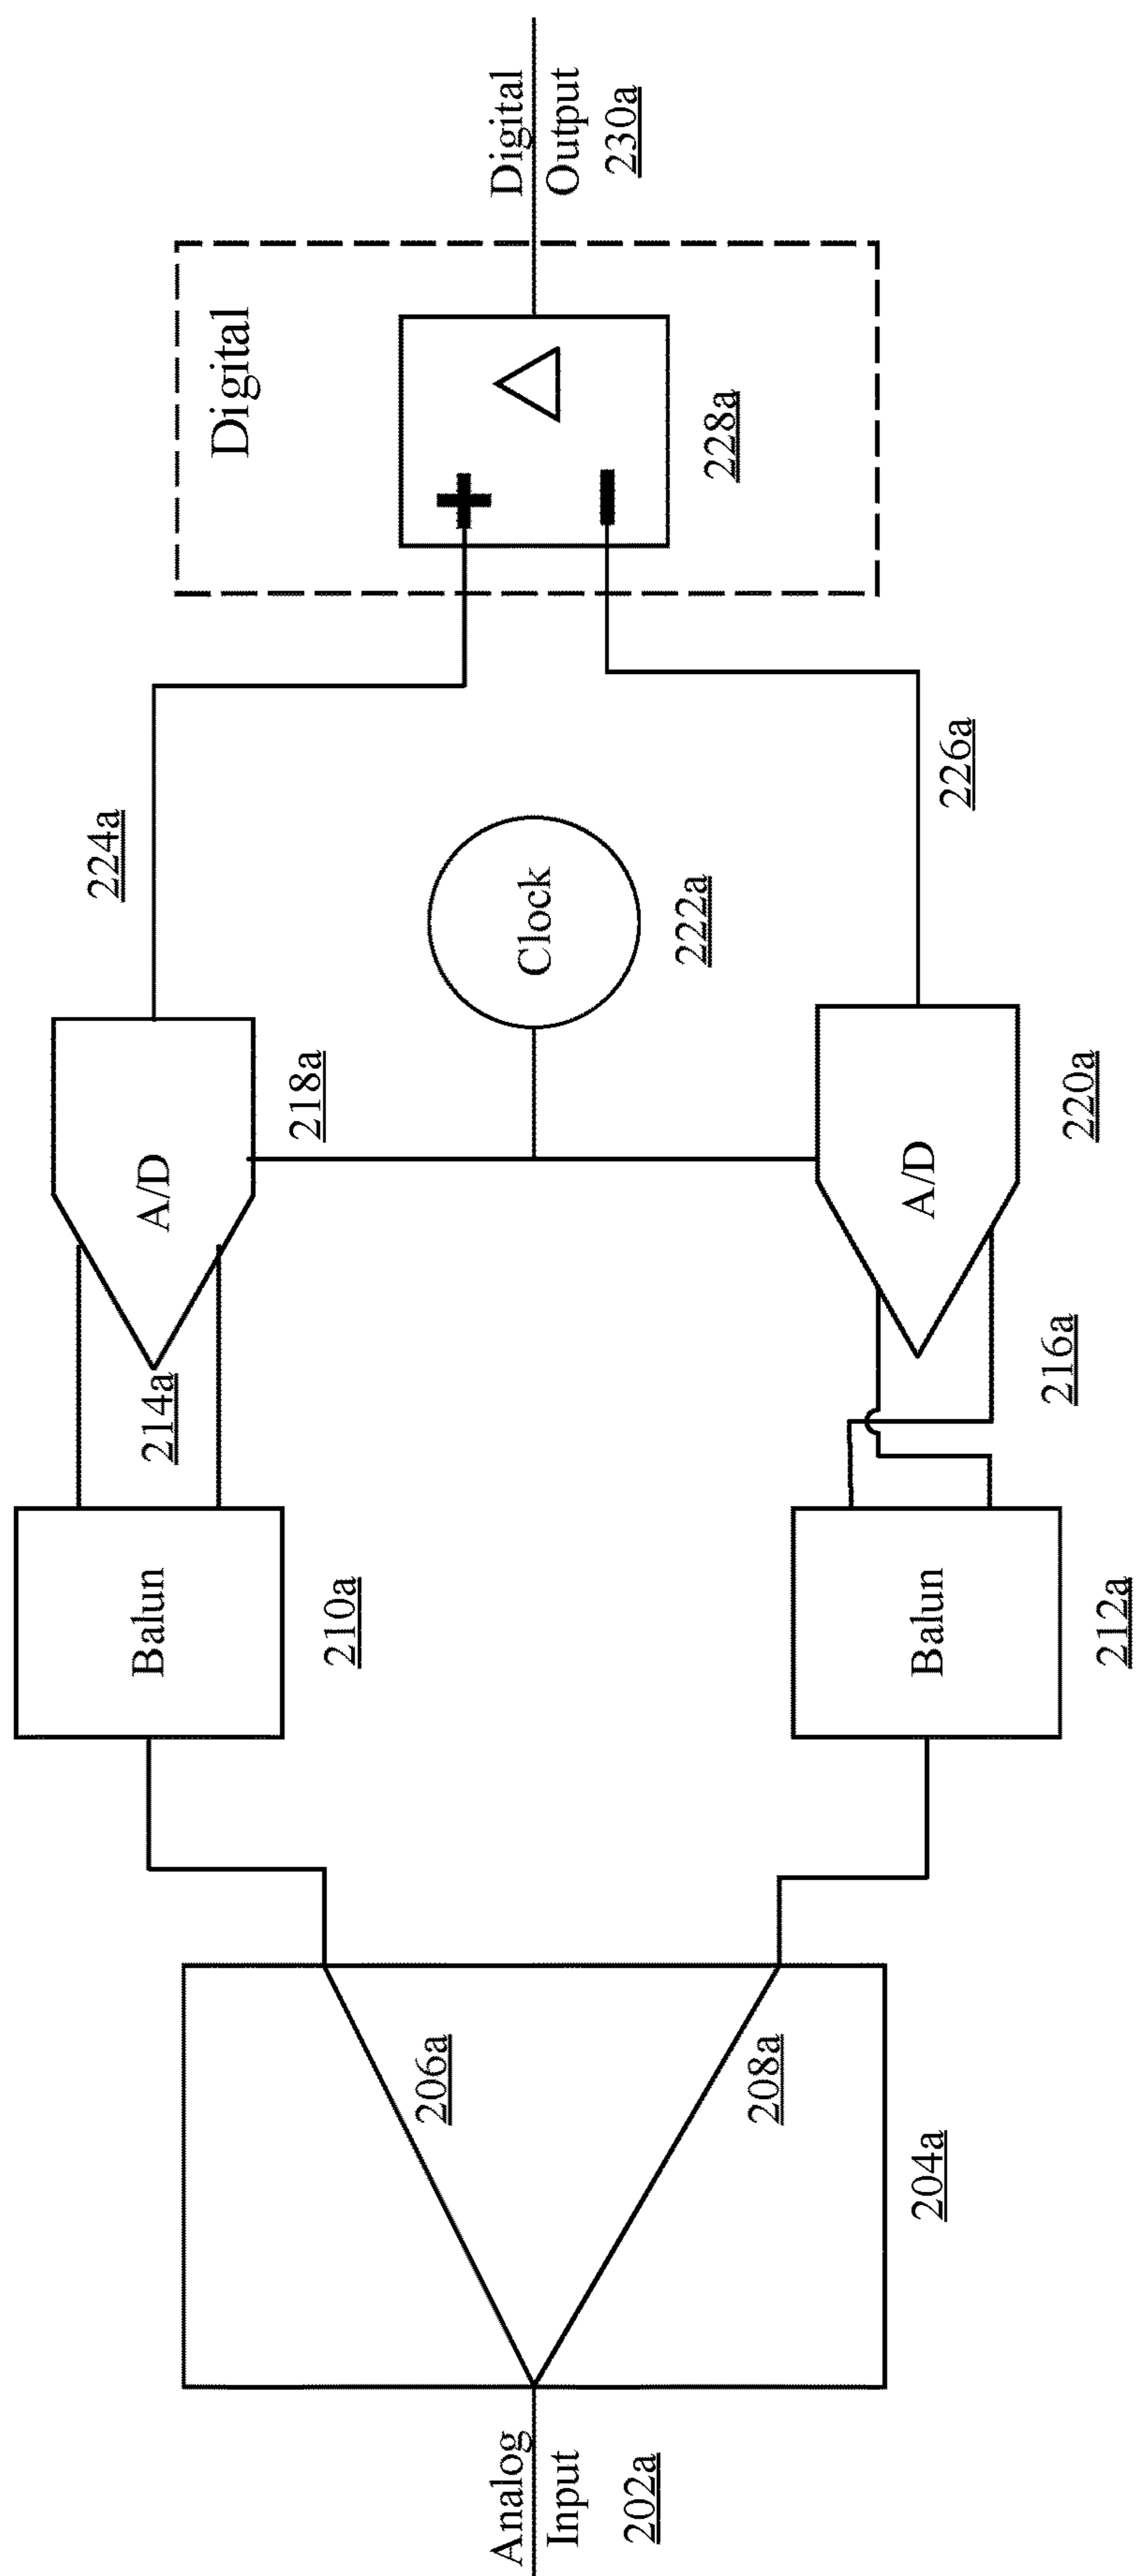 Analog
Input
202a
206a
208a
204a
Balun
210a
Balun
212a
214a
216a
A/D
218a
A/D
220a
Clock
222a
224a
226a
Digital
+
−
Δ
228a
Digital
Output
230a